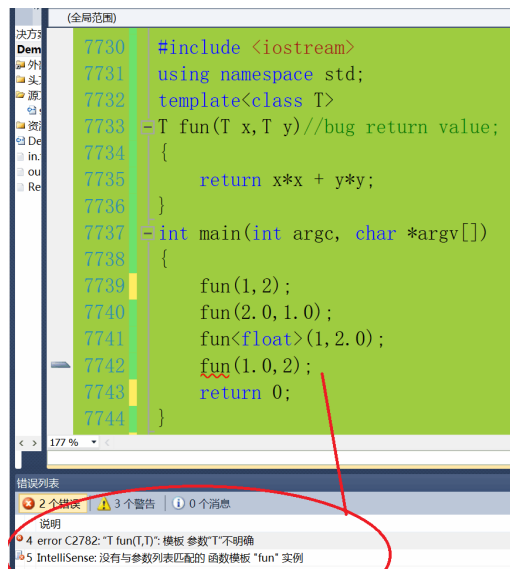 (全局范围)
决方案
Dem
外部
头文
源文
资源
De
in.
ou
Re
7730 #include <iostream>
7731 using namespace std;
7732 template<class T>
7733 T fun(T x,T y)//bug return value;
7734 {
7735 return x*x + y*y;
7736 }
7737 int main(int argc, char *argv[])
7738 {
7739 fun(1,2);
7740 fun(2.0,1.0);
7741 fun<float>(1,2.0);
7742 fun(1.0,2);
7743 return 0;
7744 }
177 %
错误列表
2 个错误 3 个警告 0 个消息
说明
4 error C2782: “T fun(T,T)”: 模板 参数“T”不明确
5 IntelliSense: 没有与参数列表匹配的 函数模板 "fun" 实例